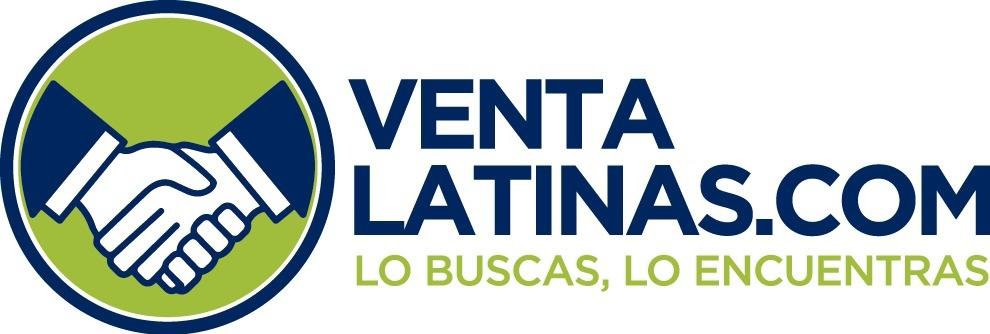 VENTA
LATINAS.COM
LO BUSCAS, LO ENCUENTRAS